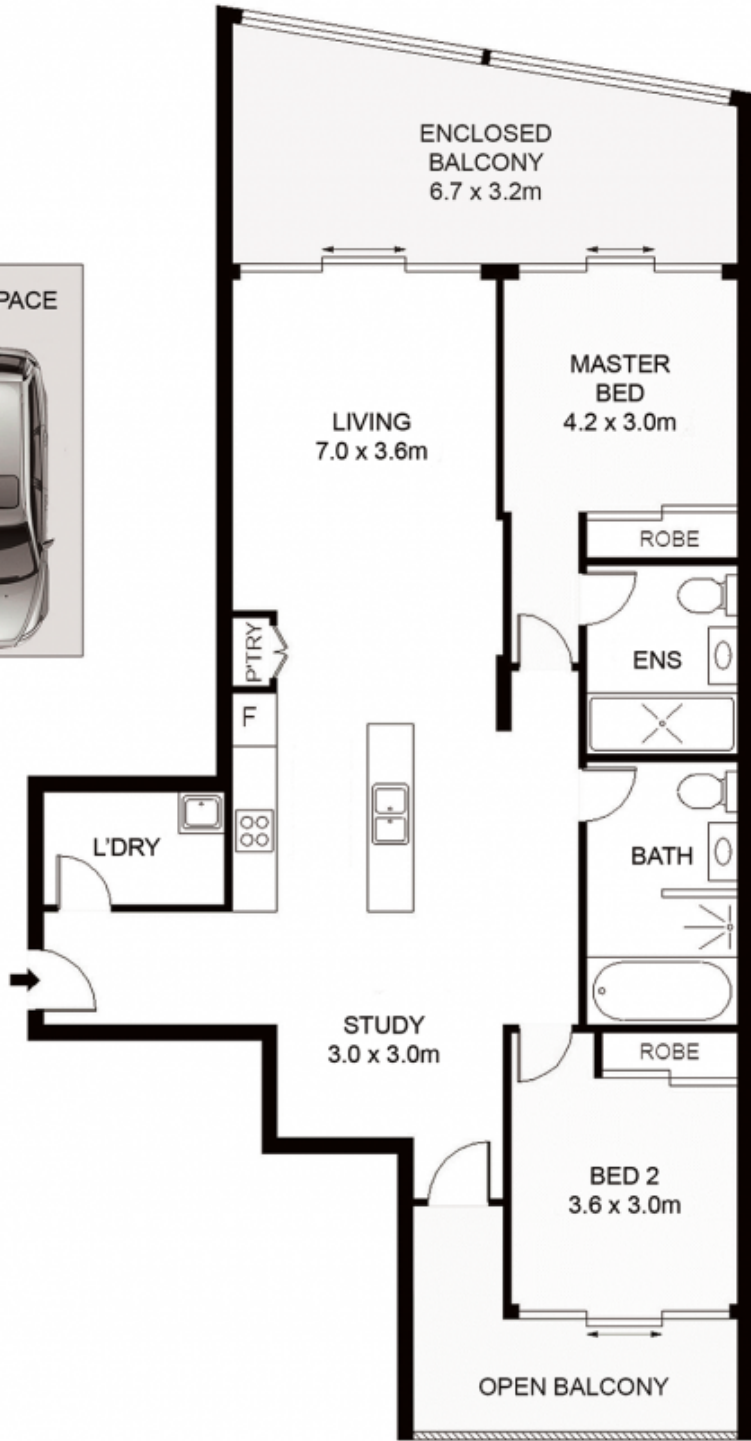 ENCLOSED
BALCONY
6.7 x 3.2m
PACE
MASTER
BED
4.2 x 3.0m
LIVING
7.0 x 3.6m
ROBE
P'TRY
ENS
F
L'DRY
BATH
STUDY
3.0 x 3.0m
ROBE
BED 2
3.6 x 3.0m
OPEN BALCONY